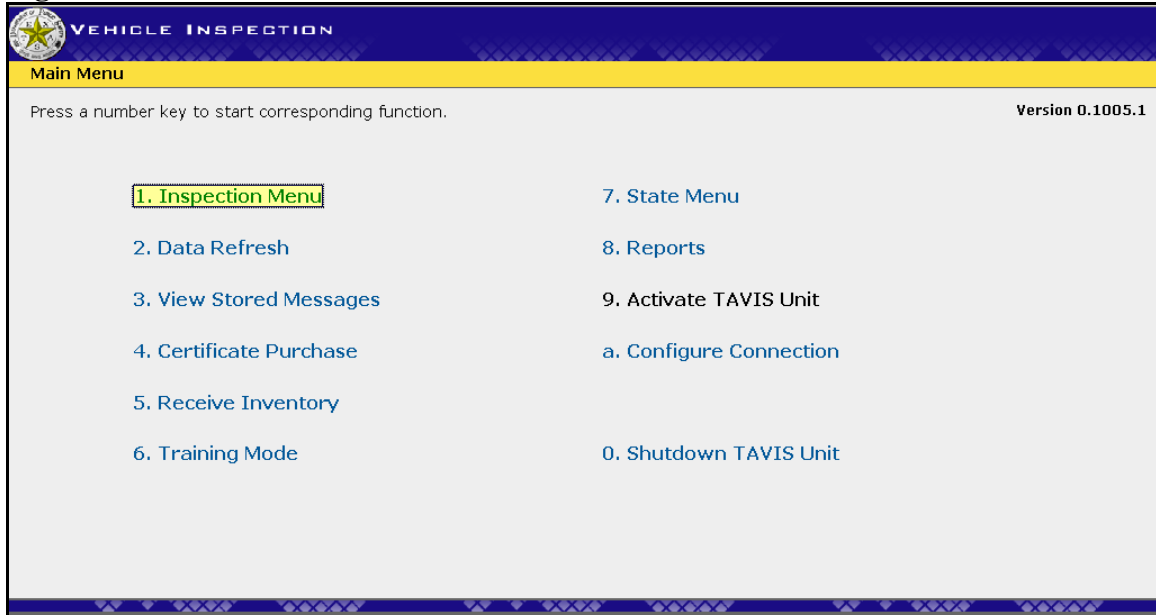 VEHICLE INSPECTION
Main Menu
Press a number key to start corresponding function.
Version 0.1005.1
1. Inspection Menu
2. Data Refresh
3. View Stored Messages
4. Certificate Purchase
5. Receive Inventory
6. Training Mode
7. State Menu
8. Reports
9. Activate TAVIS Unit
a. Configure Connection
0. Shutdown TAVIS Unit